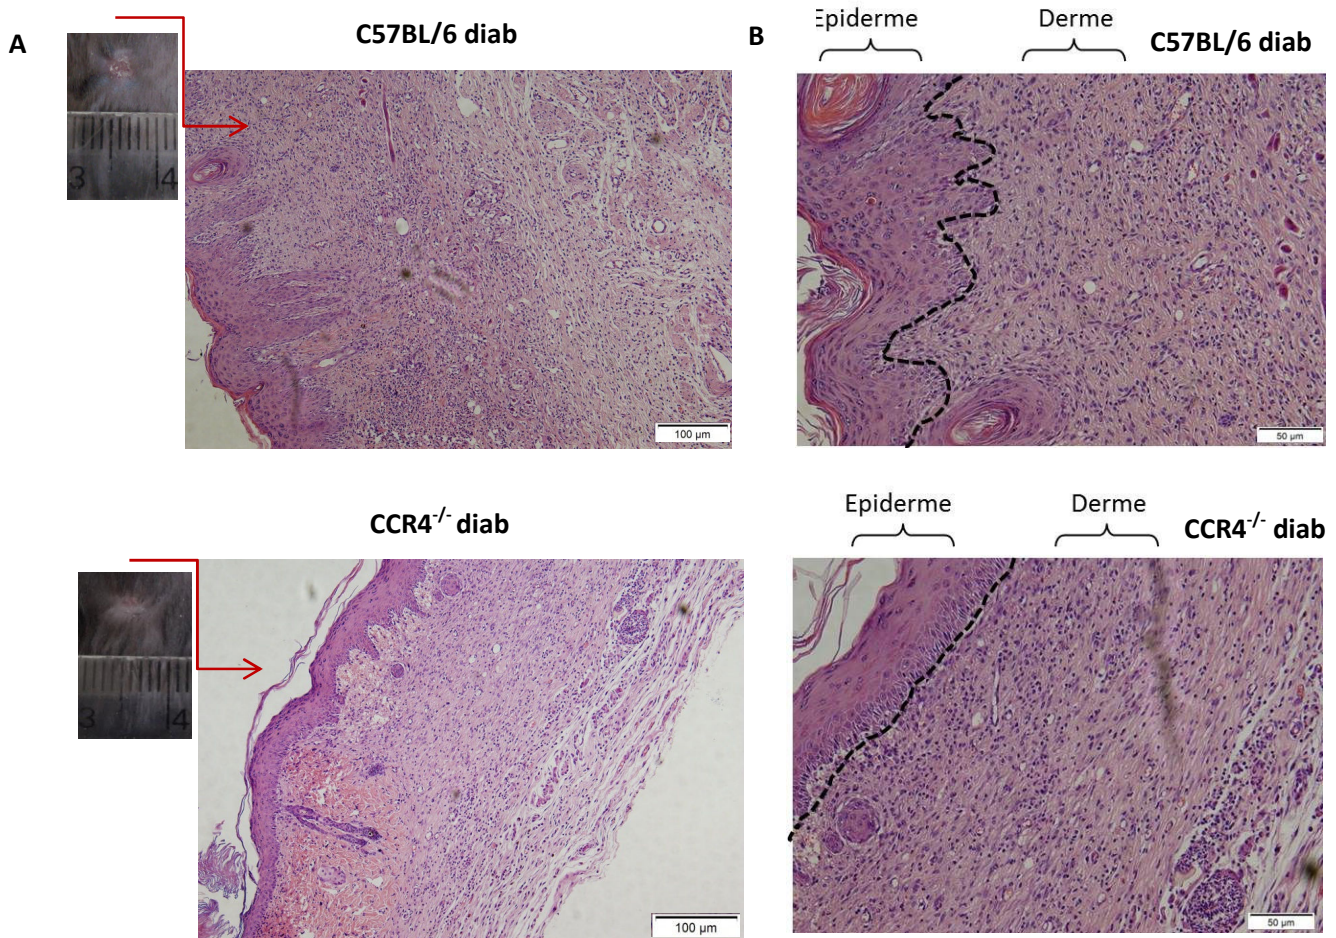 A
C57BL/6 diab
3 4
100 µm
B
Epiderme Derme
C57BL/6 diab
50 µm
CCR4-/- diab
3 4
100 µm
Epiderme Derme
CCR4-/- diab
50 µm